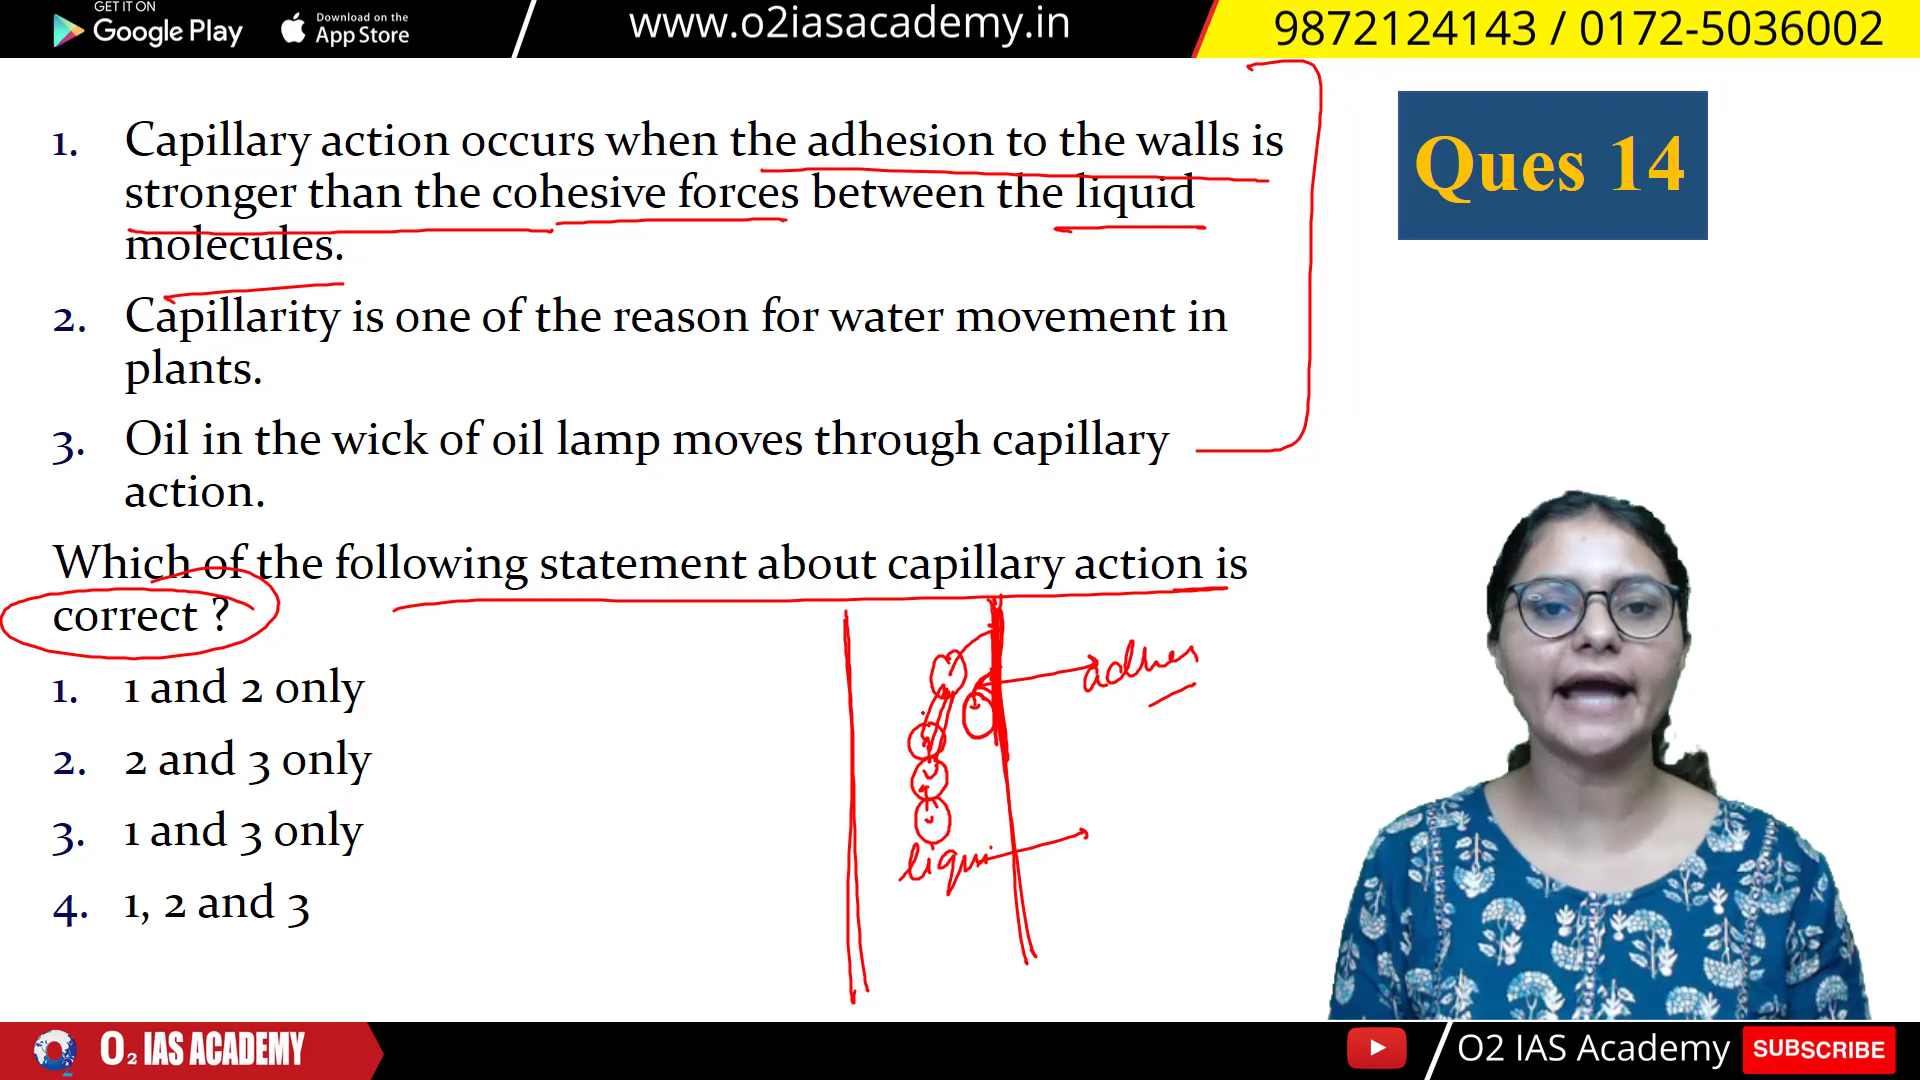 GET IT ON
Google Play
Download on the
App Store
www.o2iasacademy.in
9872124143 / 0172-5036002
1. Capillary action occurs when the adhesion to the walls is
stronger than the cohesive forces between the liquid
molecules.
2. Capillarity is one of the reason for water movement in
plants.
3. Oil in the wick of oil lamp moves through capillary
action.
Ques 14
Which of the following statement about capillary action is
correct ?
1. 1 and 2 only
2. 2 and 3 only
3. 1 and 3 only
4. 1, 2 and 3
adhes
liqui
O2 IAS ACADEMY
O2 IAS Academy
SUBSCRIBE